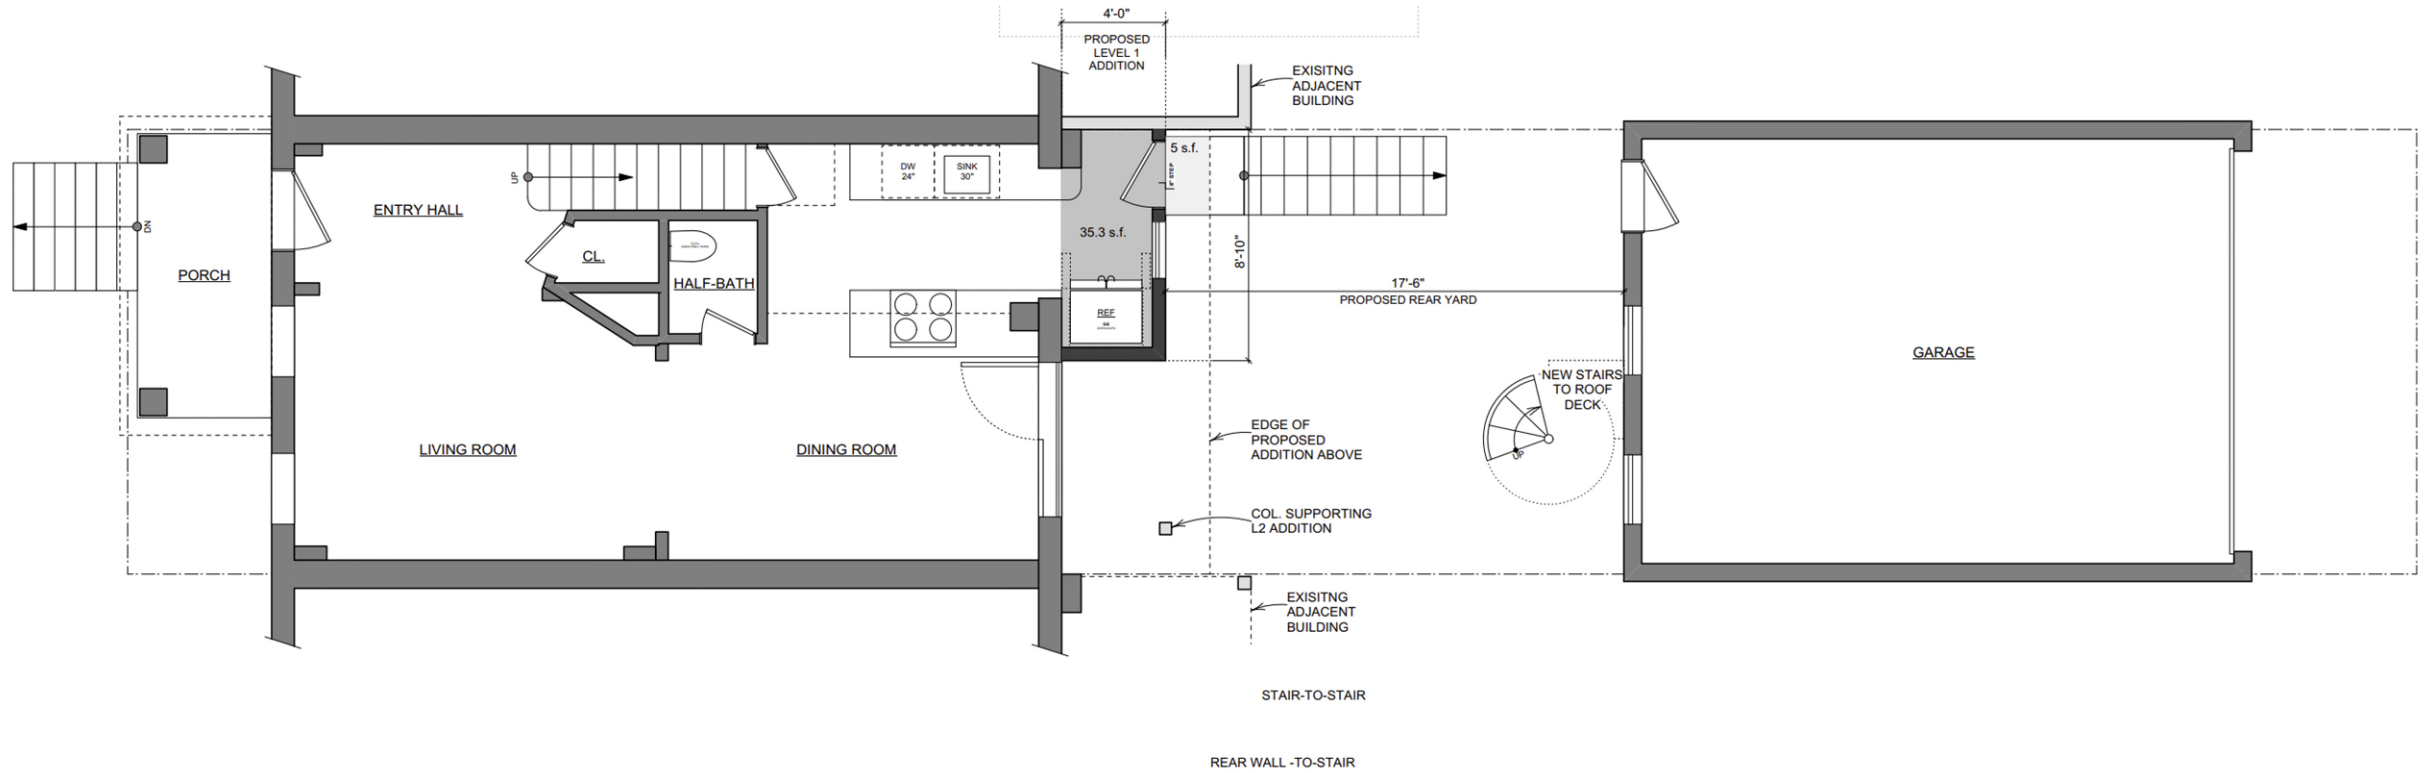 4'-0"
PROPOSED
LEVEL 1
ADDITION
EXISITNG
ADJACENT
BUILDING
5 s.f.
6" STEP
DW
24"
SINK
30"
UP
ENTRY HALL
DN
PORCH
CL.
HALF-BATH
35.3 s.f.
8'-10"
17'-6"
PROPOSED REAR YARD
REF
GARAGE
NEW STAIRS
TO ROOF
DECK
UP
LIVING ROOM
DINING ROOM
EDGE OF
PROPOSED
ADDITION ABOVE
COL. SUPPORTING
L2 ADDITION
EXISITNG
ADJACENT
BUILDING
STAIR-TO-STAIR
REAR WALL -TO-STAIR